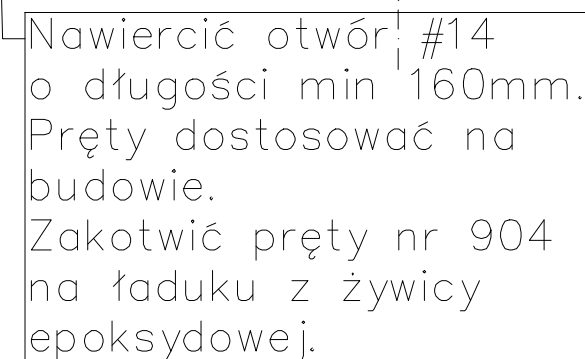 Nawiercić otwór #14
o długości min 160mm.
Pręty dostosować na
budowie.
Zakotwić pręty nr 904
na ładuku z żywicy
epoksydowej.